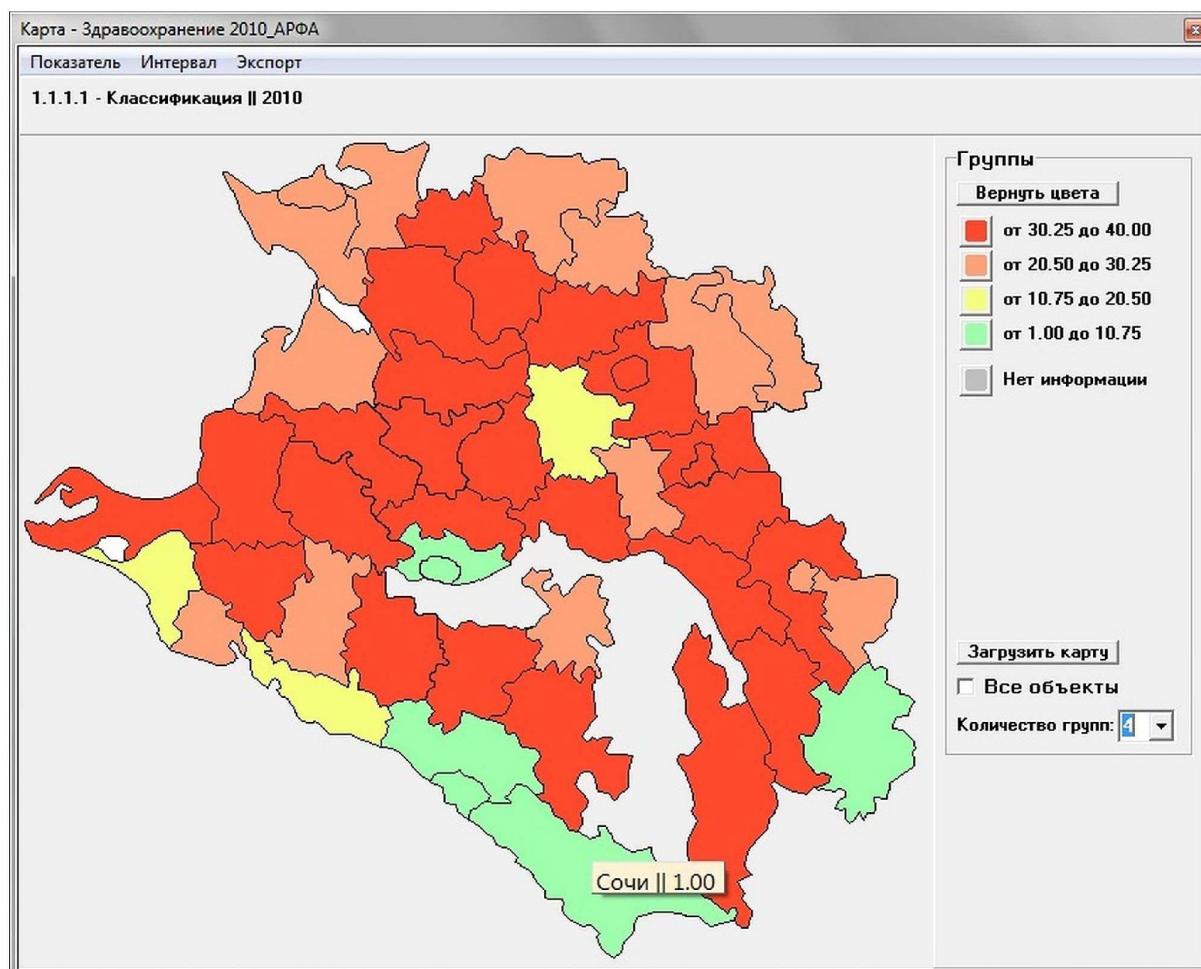 Карта - Здравоохранение 2010_АРФА
Показатель Интервал Экспорт
1.1.1.1 - Классификация || 2010
Группы
Вернуть цвета
от 30.25 до 40.00
от 20.50 до 30.25
от 10.75 до 20.50
от 1.00 до 10.75
Нет информации
Загрузить карту
Все объекты
Количество групп: 4
Сочи || 1.00